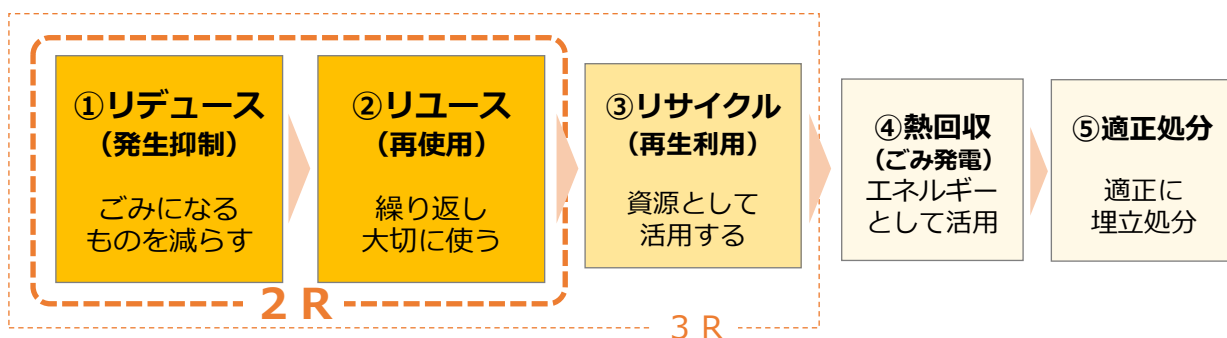 ①リデュース
（発生抑制）
ごみになる
ものを減らす
②リユース
（再使用）
繰り返し
大切に使う
③リサイクル
（再生利用）
資源として
活用する
④熱回収
（ごみ発電）
エネルギー
として活用
⑤適正処分
適正に
埋立処分
２Ｒ
３Ｒ